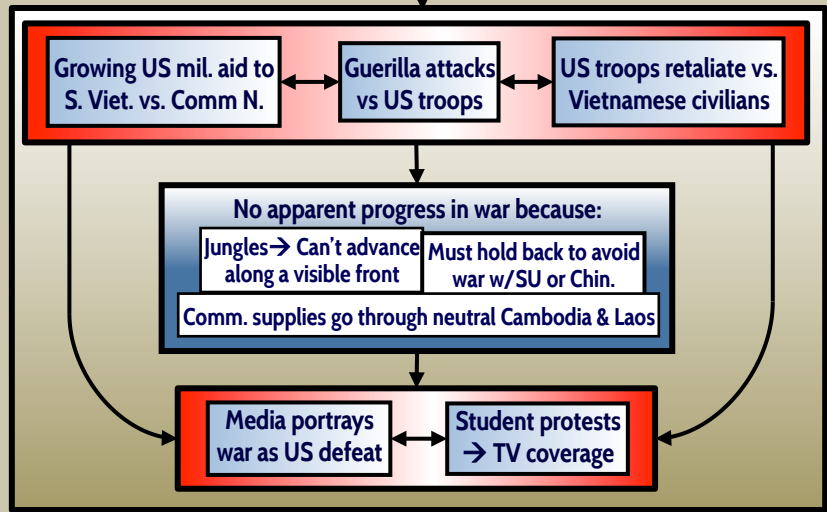 Growing US mil. aid to
S. Viet. vs. Comm N.
Guerilla attacks
vs US troops
US troops retaliate vs.
Vietnamese civilians
No apparent progress in war because:
Jungles→ Can't advance
along a visible front
Must hold back to avoid
war w/SU or Chin.
Comm. supplies go through neutral Cambodia & Laos
Media portrays
war as US defeat
Student protests
→ TV coverage